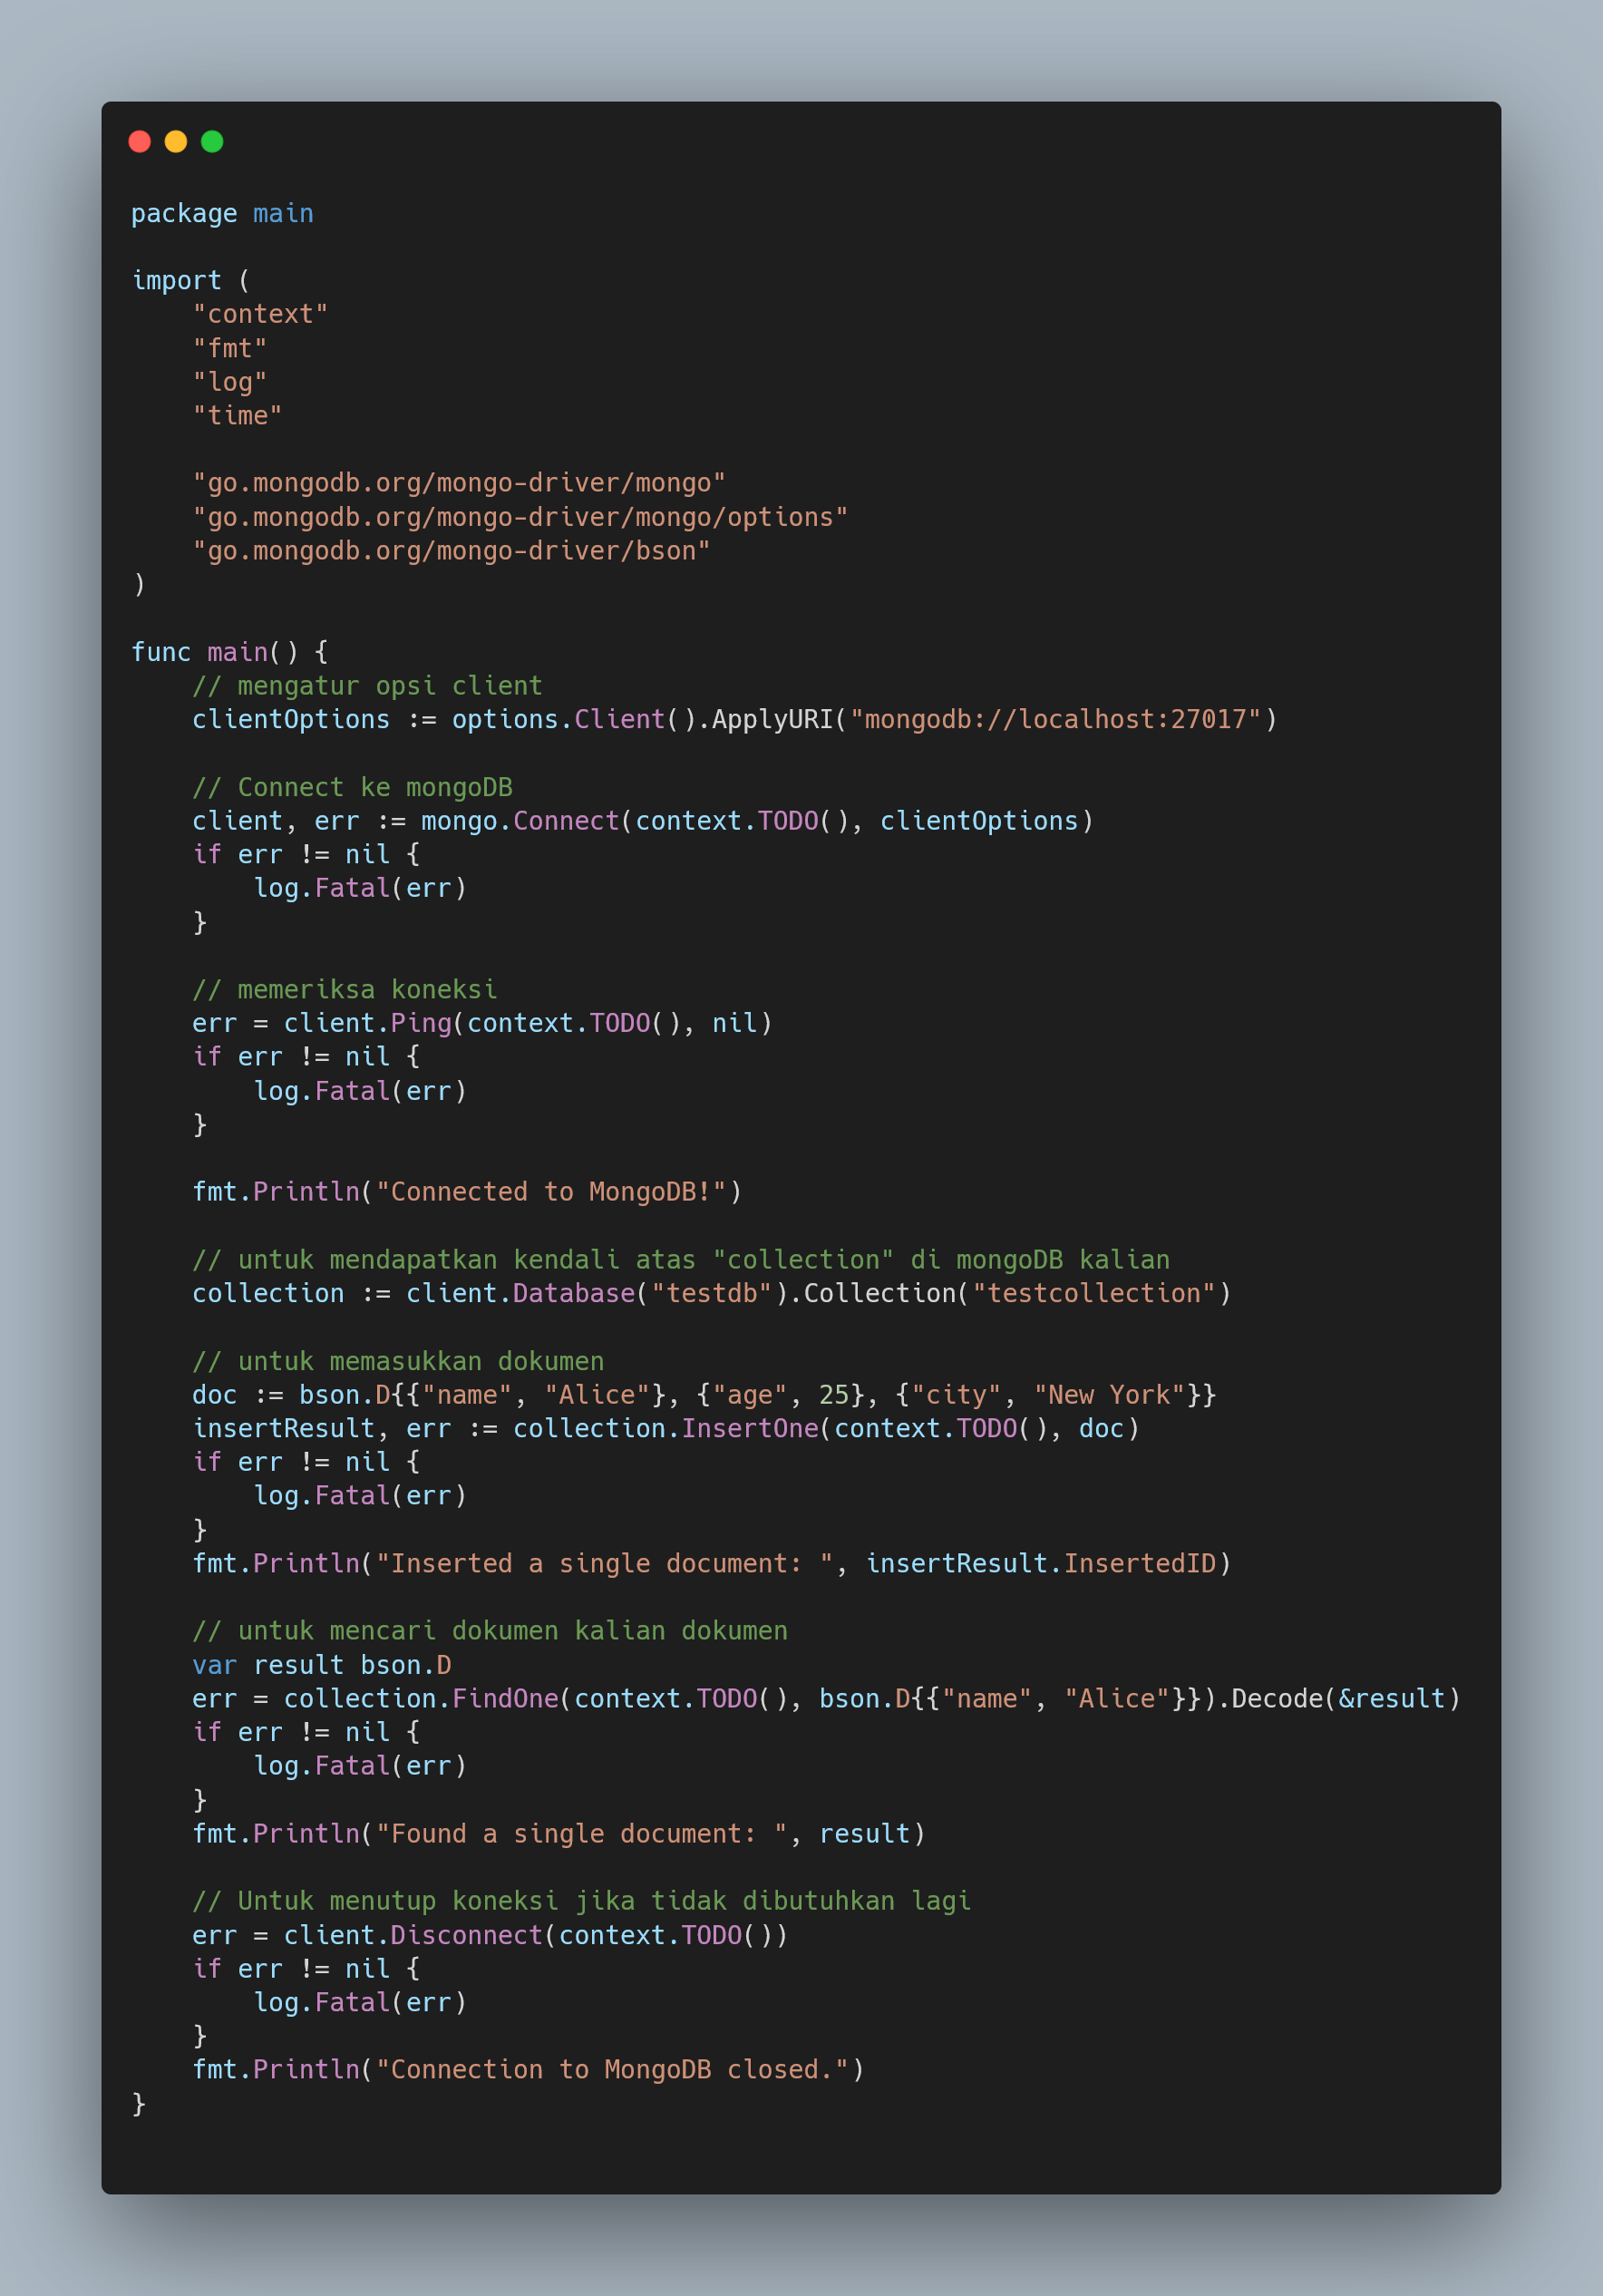 package main

import (
    "context"
    "fmt"
    "log"
    "time"

    "go.mongodb.org/mongo-driver/mongo"
    "go.mongodb.org/mongo-driver/mongo/options"
    "go.mongodb.org/mongo-driver/bson"
)

func main() {
    // mengatur opsi client
    clientOptions := options.Client().ApplyURI("mongodb://localhost:27017")

    // Connect ke mongoDB
    client, err := mongo.Connect(context.TODO(), clientOptions)
    if err != nil {
        log.Fatal(err)
    }

    // memeriksa koneksi
    err = client.Ping(context.TODO(), nil)
    if err != nil {
        log.Fatal(err)
    }

    fmt.Println("Connected to MongoDB!")

    // untuk mendapatkan kendali atas "collection" di mongoDB kalian
    collection := client.Database("testdb").Collection("testcollection")

    // untuk memasukkan dokumen
    doc := bson.D{{"name", "Alice"}, {"age", 25}, {"city", "New York"}}
    insertResult, err := collection.InsertOne(context.TODO(), doc)
    if err != nil {
        log.Fatal(err)
    }
    fmt.Println("Inserted a single document: ", insertResult.InsertedID)

    // untuk mencari dokumen kalian dokumen
    var result bson.D
    err = collection.FindOne(context.TODO(), bson.D{{"name", "Alice"}}).Decode(&result)
    if err != nil {
        log.Fatal(err)
    }
    fmt.Println("Found a single document: ", result)

    // Untuk menutup koneksi jika tidak dibutuhkan lagi
    err = client.Disconnect(context.TODO())
    if err != nil {
        log.Fatal(err)
    }
    fmt.Println("Connection to MongoDB closed.")
}